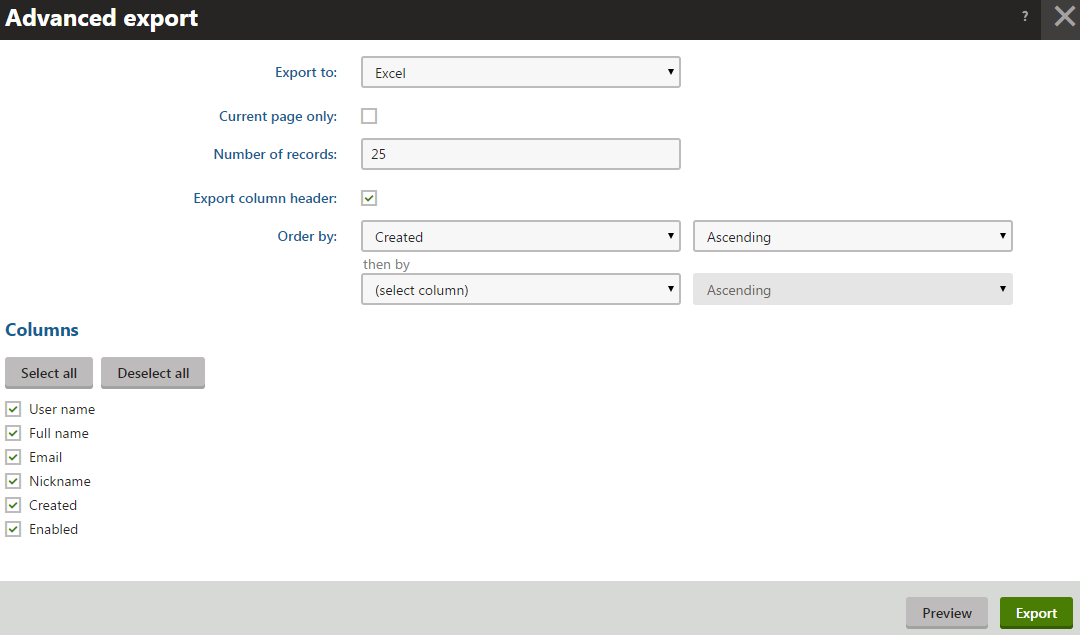 Advanced export ?
Export to: Excel
Current page only:
Number of records: 25
Export column header:
Order by: Created Ascending
then by
(select column) Ascending
Columns
Select all Deselect all
User name
Full name
Email
Nickname
Created
Enabled
Preview Export